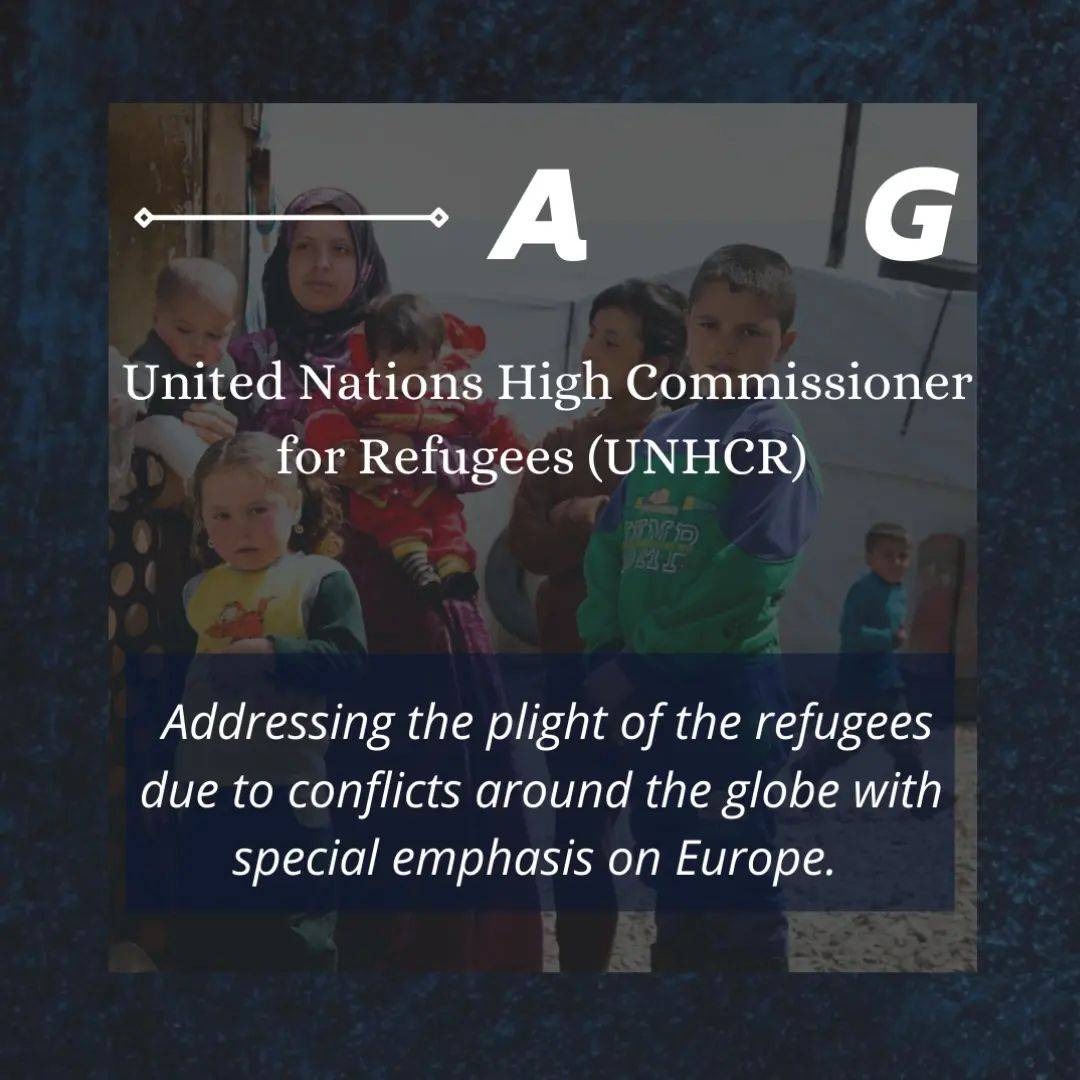 A G
United Nations High Commissioner
for Refugees (UNHCR)
Addressing the plight of the refugees
due to conflicts around the globe with
special emphasis on Europe.